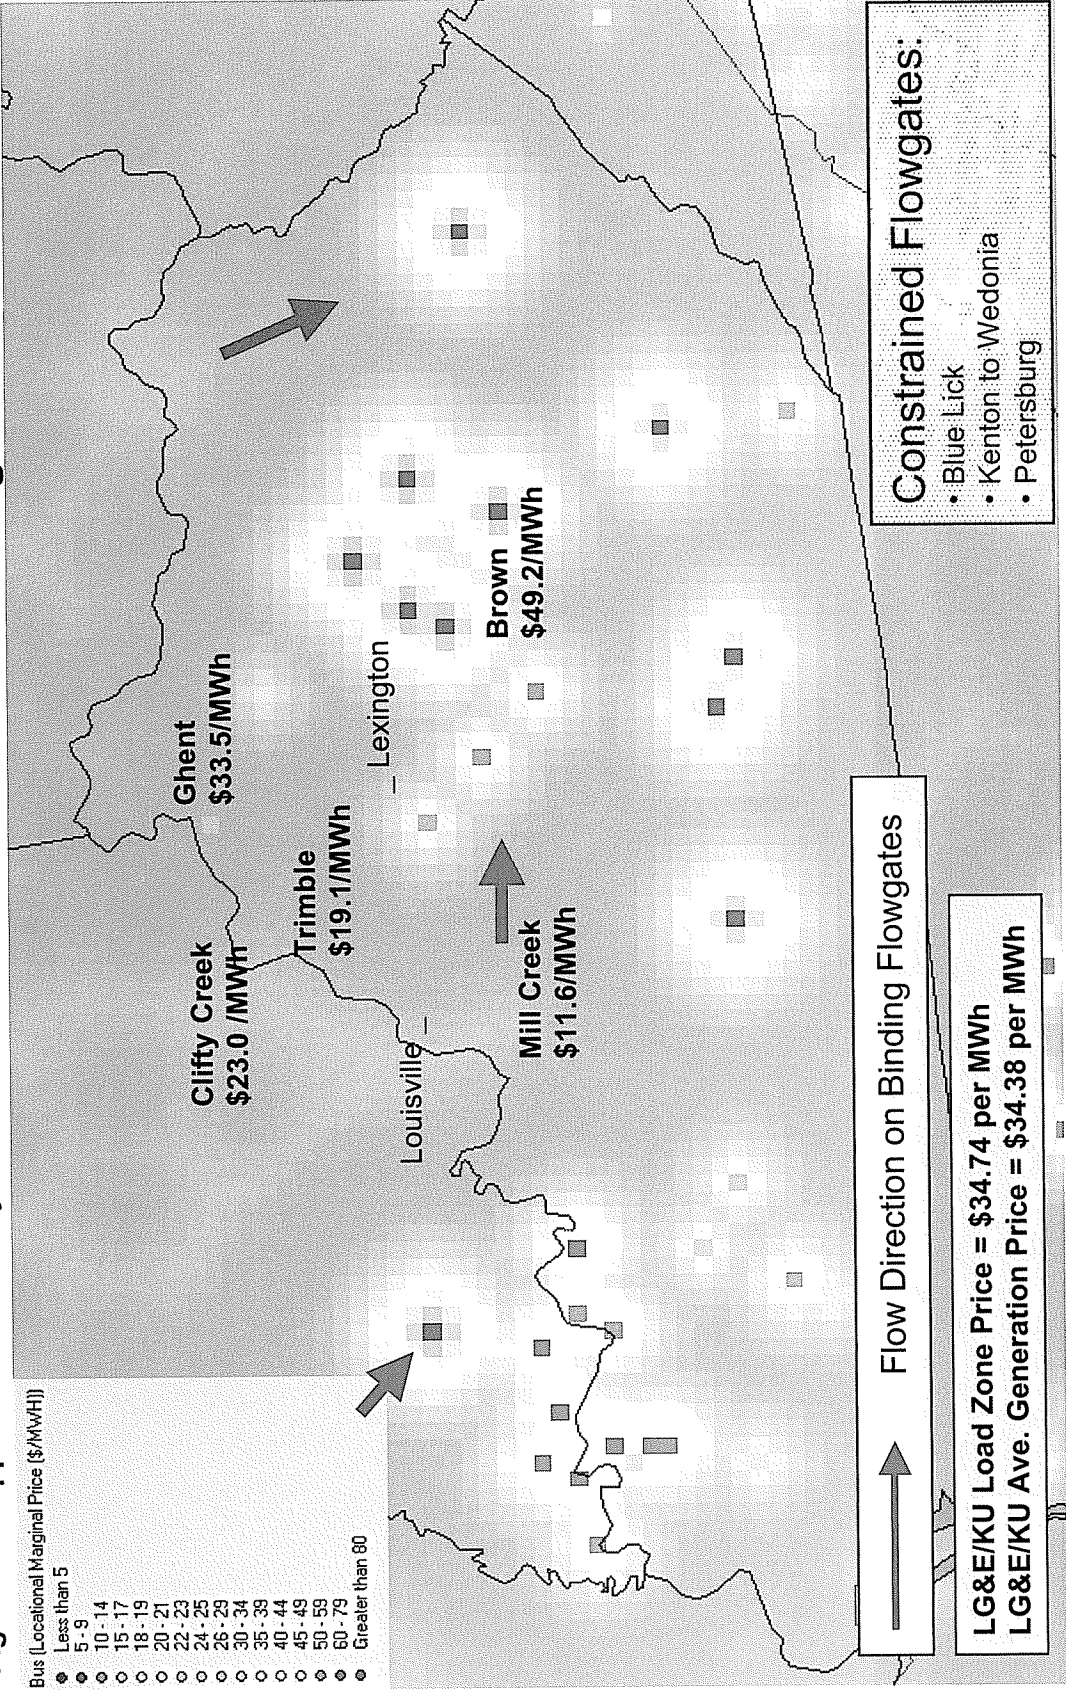 Bus (Locational Marginal Price ($/MWH))
Less than 5
5 - 9
10 - 14
15 - 17
18 - 19
20 - 21
22 - 23
24 - 25
26 - 29
30 - 34
35 - 39
40 - 44
45 - 49
50 - 59
60 - 79
Greater than 80
Clifty Creek
$23.0 /MWh
Ghent
$33.5/MWh
Trimble
$19.1/MWh
Louisville
Lexington
Mill Creek
$11.6/MWh
Brown
$49.2/MWh
Flow Direction on Binding Flowgates
LG&E/KU Load Zone Price = $34.74 per MWh
LG&E/KU Ave. Generation Price = $34.38 per MWh
Constrained Flowgates:
• Blue Lick
• Kenton to Wedonia
• Petersburg